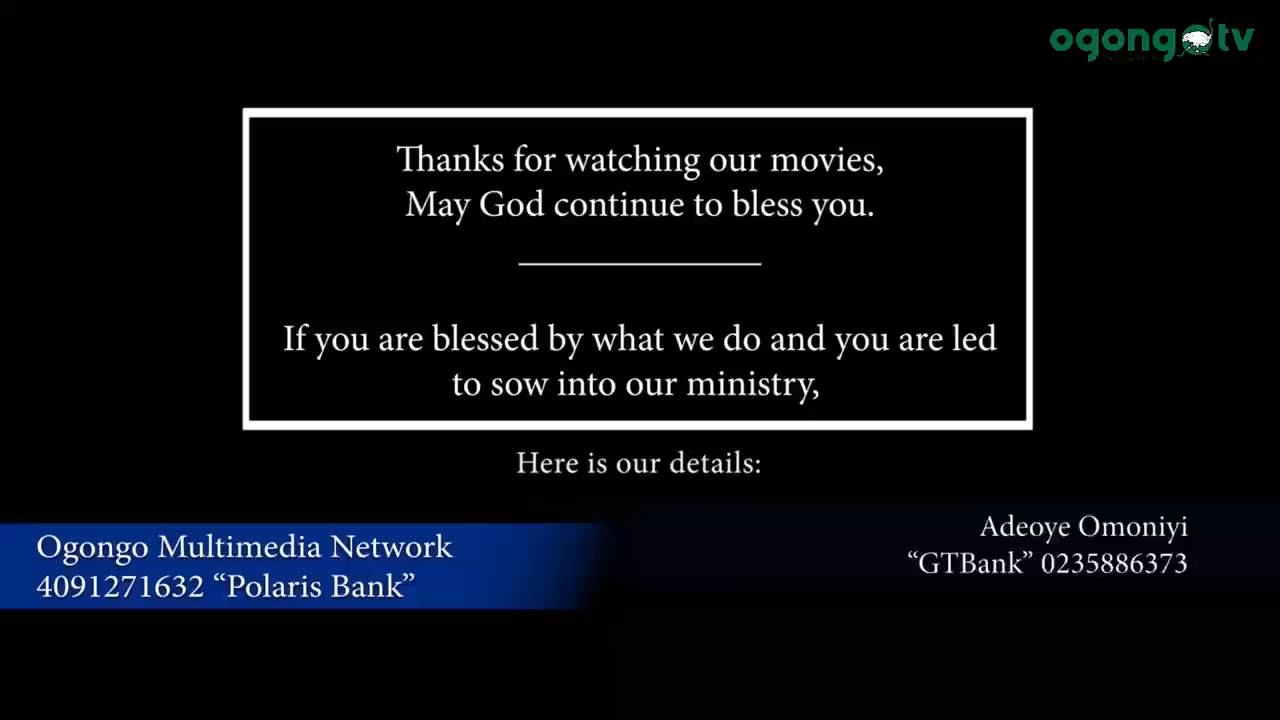 ogongotv
Thanks for watching our movies,
May God continue to bless you.
If you are blessed by what we do and you are led
to sow into our ministry,
Here is our details:
Ogongo Multimedia Network
4091271632 “Polaris Bank”
Adeoye Omoniyi
“GTBank” 0235886373